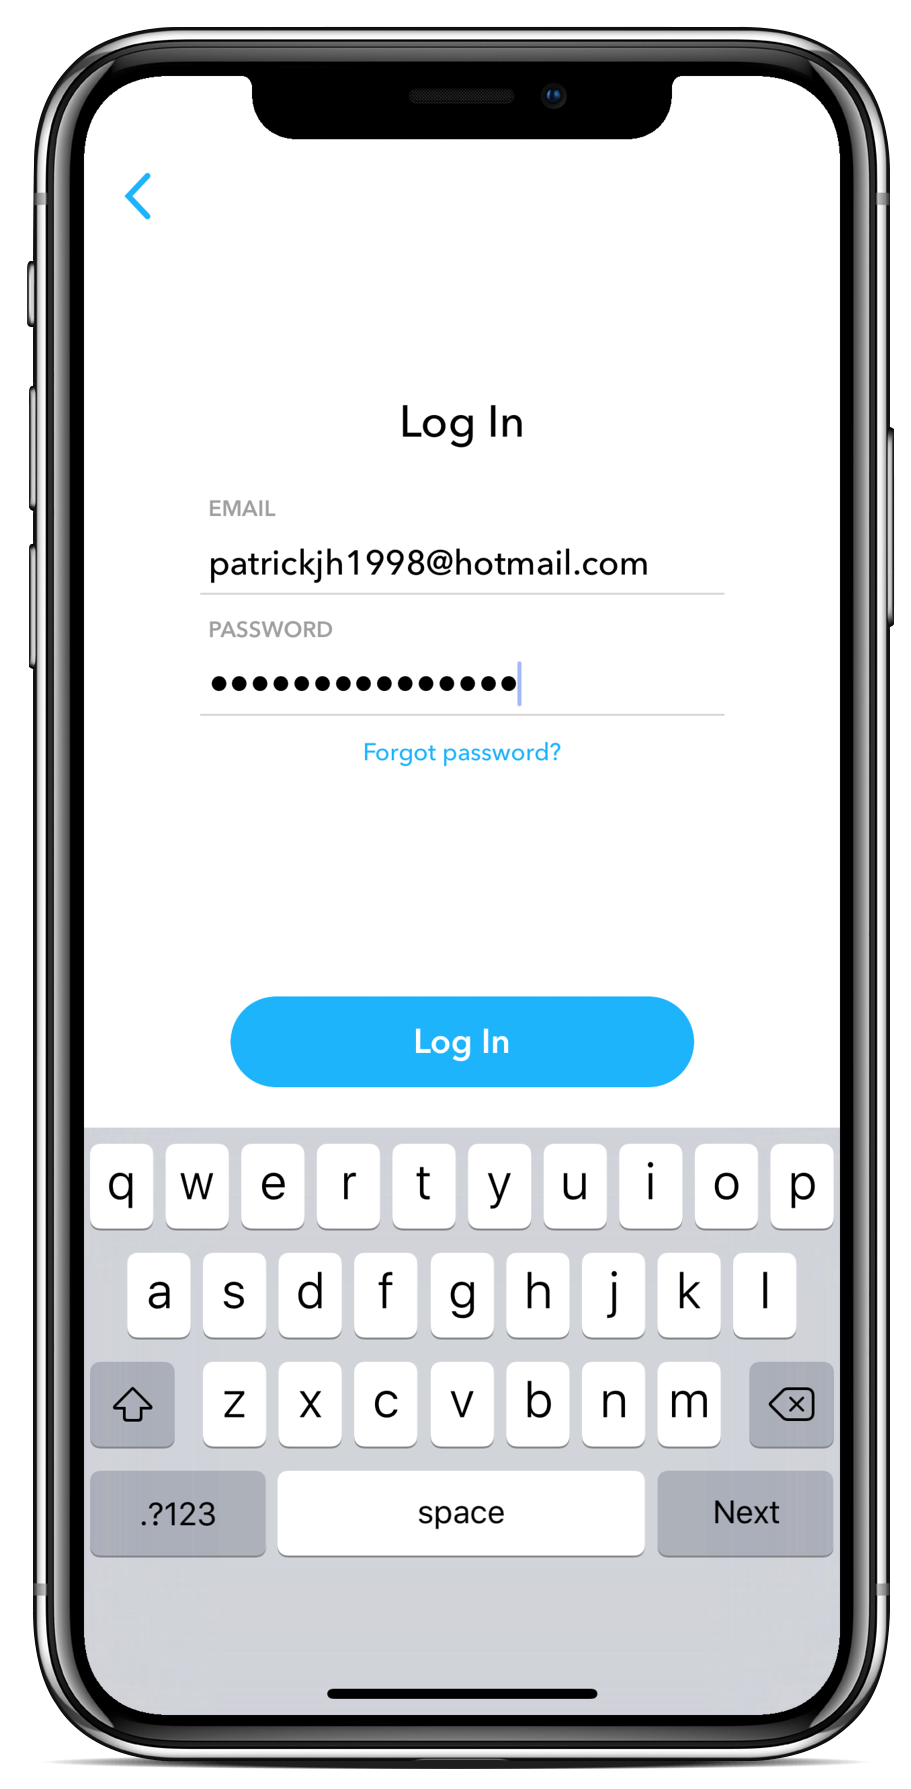 Log In
EMAIL
patrickjh1998@hotmail.com
PASSWORD
●●●●●●●●●●●●●●●
Forgot password?
Log In
q w e r t y u i o p
a s d f g h j k l
z x c v b n m
.?123 space Next